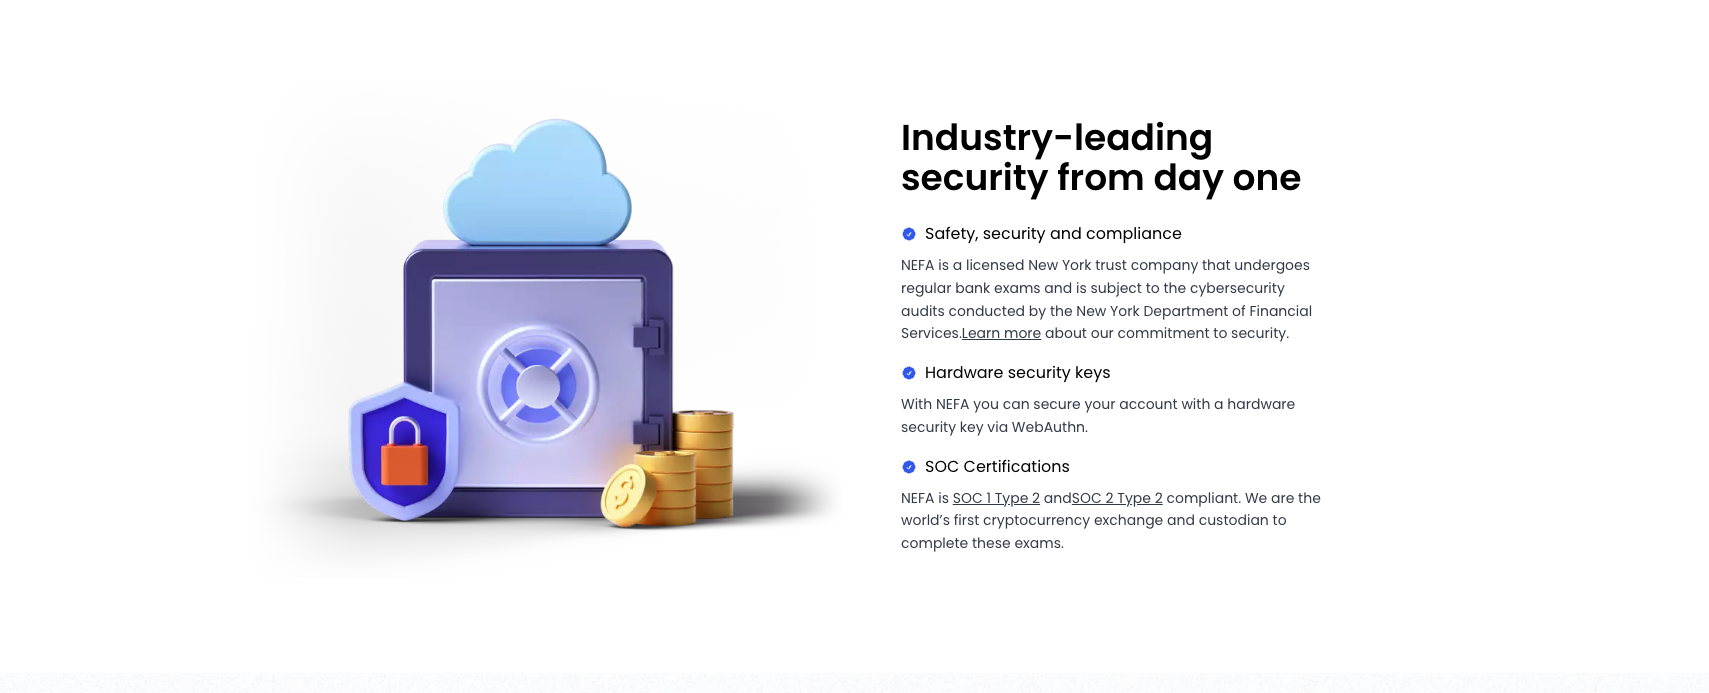 Industry-leading
security from day one
Safety, security and compliance
NEFA is a licensed New York trust company that undergoes
regular bank exams and is subject to the cybersecurity
audits conducted by the New York Department of Financial
Services.Learn more about our commitment to security.
Hardware security keys
With NEFA you can secure your account with a hardware
security key via WebAuthn.
SOC Certifications
NEFA is SOC 1 Type 2 andSOC 2 Type 2 compliant. We are the
world’s first cryptocurrency exchange and custodian to
complete these exams.